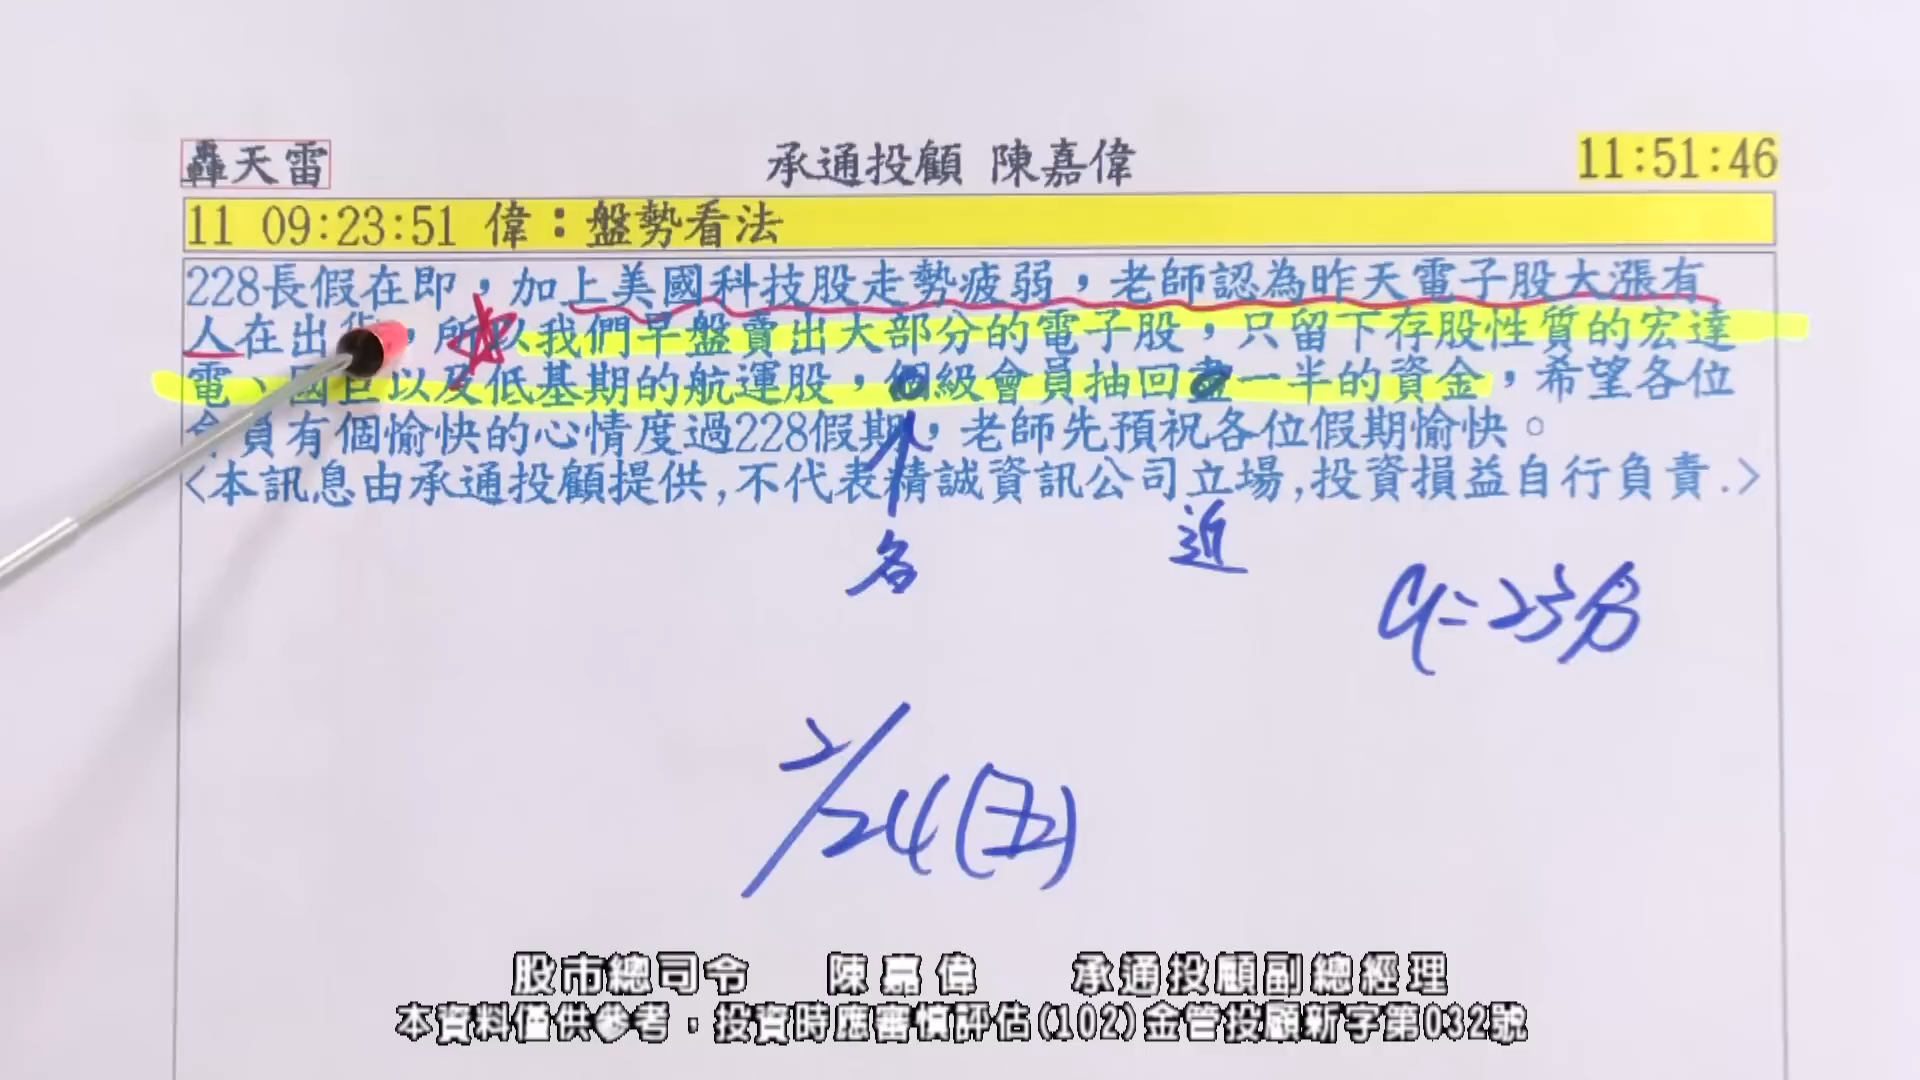 轟天雷
承通投顧 陳嘉偉
11:51:46
11 09:23:51 偉：盤勢看法
228長假在即，加上美國科技股走勢疲弱，老師認為昨天電子股大漲有
人在出貨，所以我們早盤賣出大部分的電子股，只留下存股性質的宏達
電、國巨以及低基期的航運股，級會員抽回一半的資金，希望各位
會員有個愉快的心情度過228假期，老師先預祝各位假期愉快。
<本訊息由承通投顧提供,不代表精誠資訊公司立場,投資損益自行負責.>
各
近
9=23分
2/24(五)
股市總司令 陳嘉偉 承通投顧副總經理
本資料僅供參考，投資時應審慎評估(102)金管投顧新字第032號